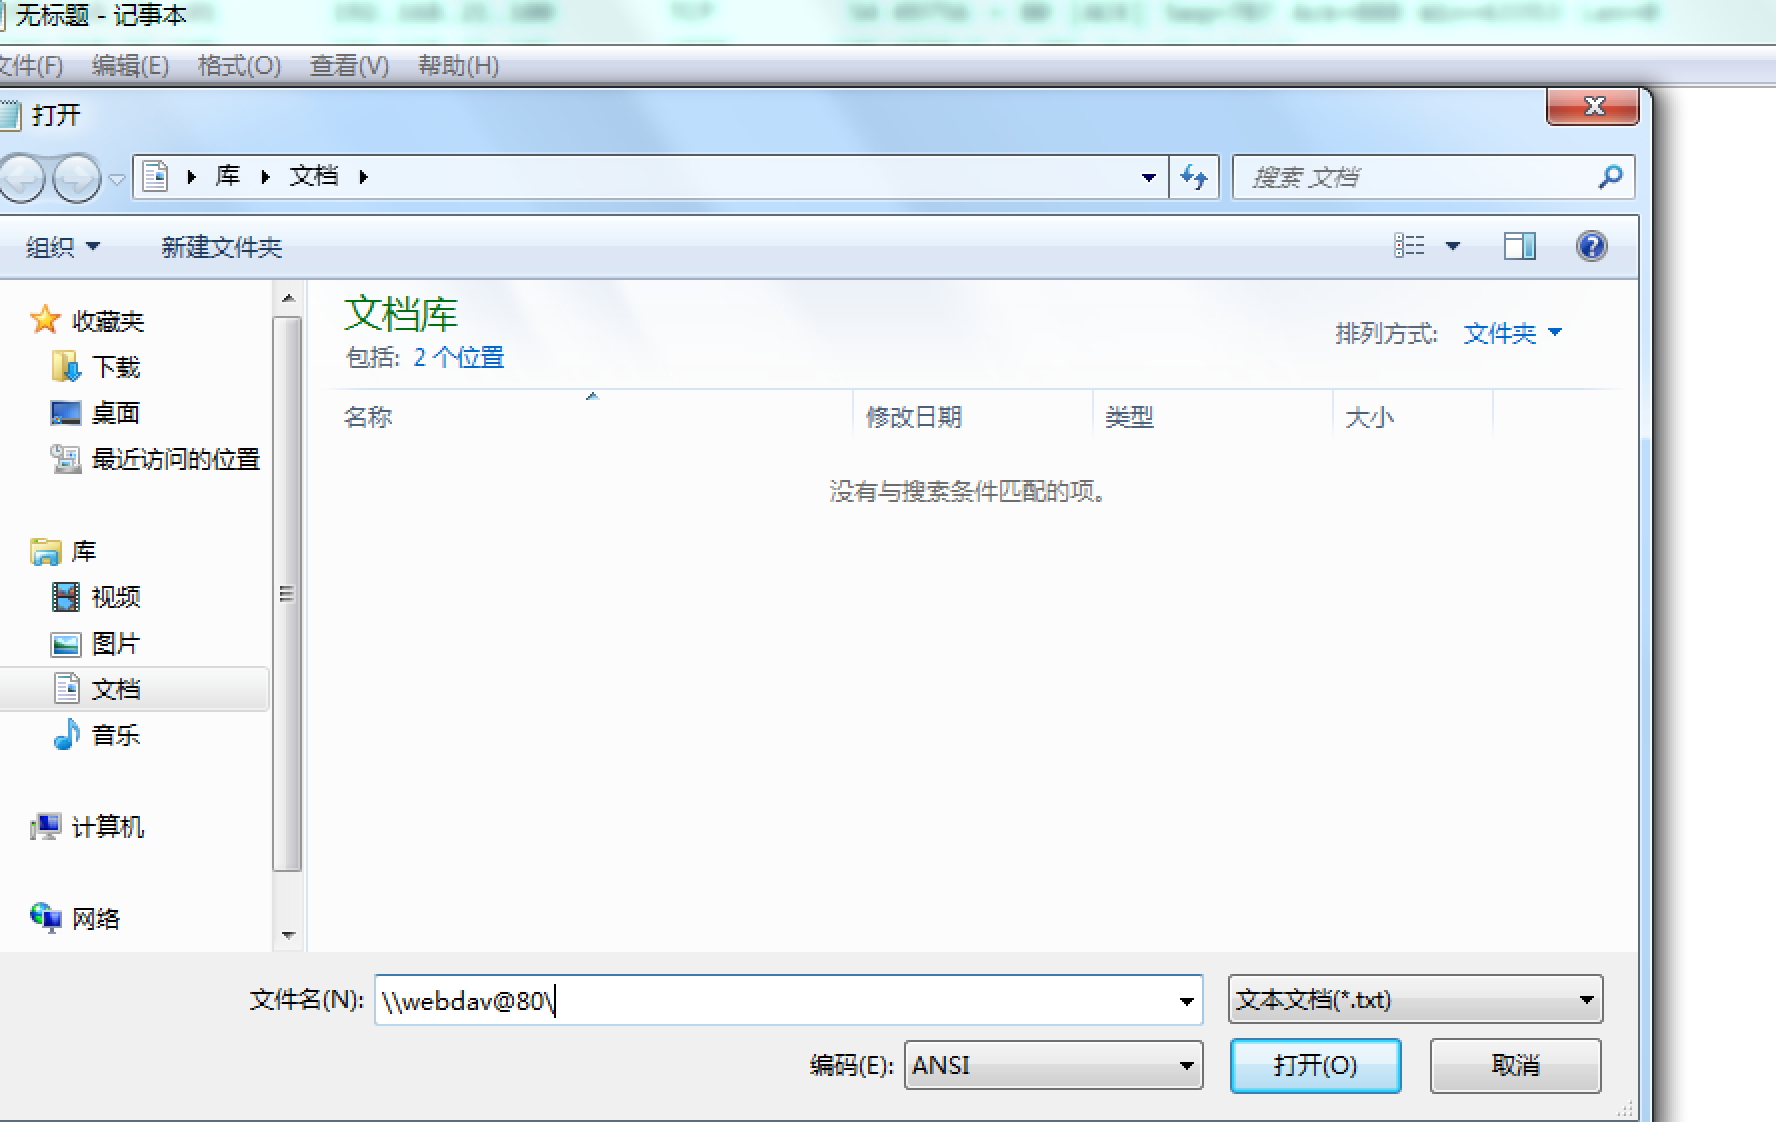 无标题 - 记事本
文件(F) 编辑(E) 格式(O) 查看(V) 帮助(H)
打开
库 文档
搜索 文档
组织 新建文件夹
收藏夹
下载
桌面
最近访问的位置
库
视频
图片
文档
音乐
计算机
网络
文档库
包括: 2 个位置
排列方式: 文件夹
名称 修改日期 类型 大小
没有与搜索条件匹配的项。
文件名(N): \\webdav@80\
文本文档(*.txt)
编码(E): ANSI
打开(O) 取消